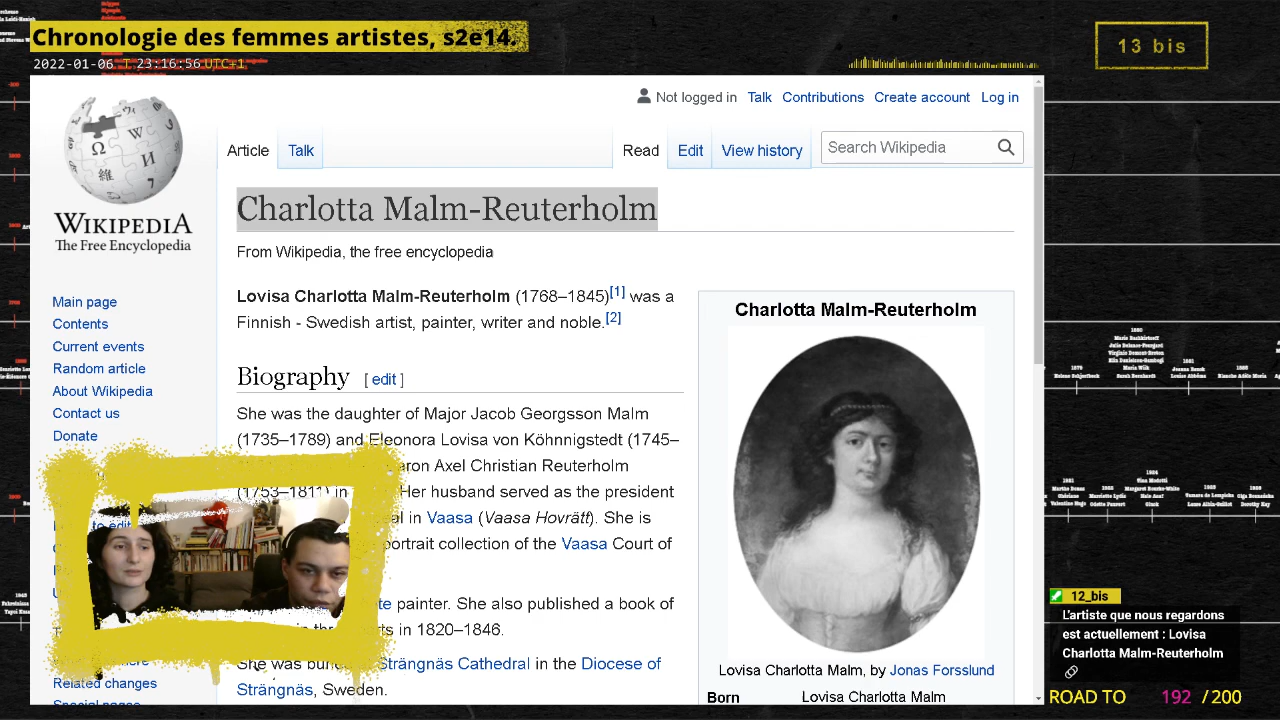 Chronologie des femmes artistes, s2e14.
2022-01-06 T 23:16:56 UTC+1
13 bis
Not logged in Talk Contributions Create account Log in
Article Talk Read Edit View history Search Wikipedia
WIKIPEDIA
The Free Encyclopedia
Charlotta Malm-Reuterholm
From Wikipedia, the free encyclopedia
Main page
Contents
Current events
Random article
About Wikipedia
Contact us
Donate
Related changes
Lovisa Charlotta Malm-Reuterholm (1768–1845)[1] was a
Finnish - Swedish artist, painter, writer and noble.[2]
Biography [ edit ]
She was the daughter of Major Jacob Georgsson Malm
(1735–1789) and Eleonora Lovisa von Köhnnigstedt (1745–
Axel Christian Reuterholm
(1753–1811) in Her husband served as the president
in Vaasa (Vaasa Hovrätt). She is
portrait collection of the Vaasa Court of
painter. She also published a book of
in 1820–1846.
She was Strängnäs Cathedral in the Diocese of
Strängnäs, Sweden.
Charlotta Malm-Reuterholm
Lovisa Charlotta Malm, by Jonas Forsslund
Born Lovisa Charlotta Malm
12_bis
L'artiste que nous regardons
est actuellement : Lovisa
Charlotta Malm-Reuterholm
ROAD TO 192 / 200